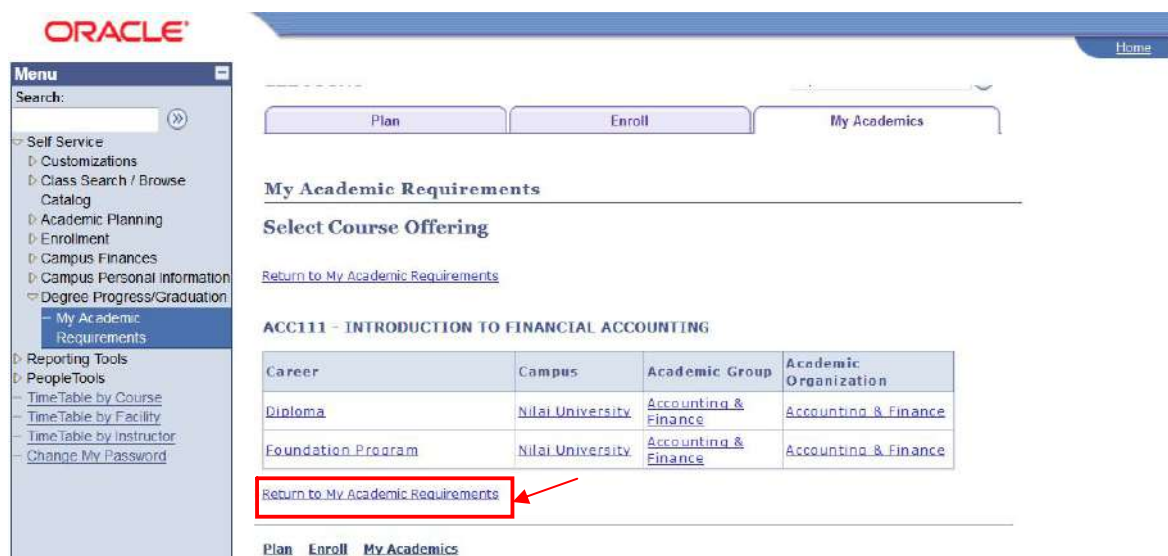 ORACLE
Home
Menu
Search:
Self Service
Customizations
Class Search / Browse
Catalog
Academic Planning
Enrollment
Campus Finances
Campus Personal Information
Degree Progress/Graduation
My Academic
Requirements
Reporting Tools
PeopleTools
TimeTable by Course
TimeTable by Facility
TimeTable by Instructor
Change My Password
Plan Enroll My Academics
My Academic Requirements
Select Course Offering
Return to My Academic Requirements
ACC111 - INTRODUCTION TO FINANCIAL ACCOUNTING
Career Campus Academic Group Academic
Organization
Diploma Nilai University Accounting &
Finance Accounting & Finance
Foundation Program Nilai University Accounting &
Finance Accounting & Finance
Return to My Academic Requirements
Plan Enroll My Academics